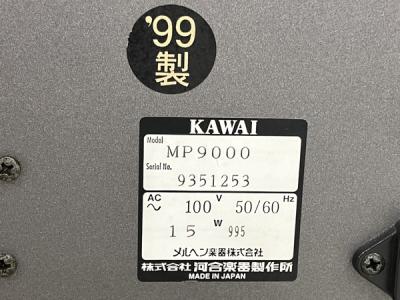 '99
製
KAWAI
Model MP9000
Serial No. 9351253
AC 100 V 50/60 Hz
～ 15 W 995
メルヘン楽器株式会社
株式会社 河合楽器製作所
MADE IN JAPAN